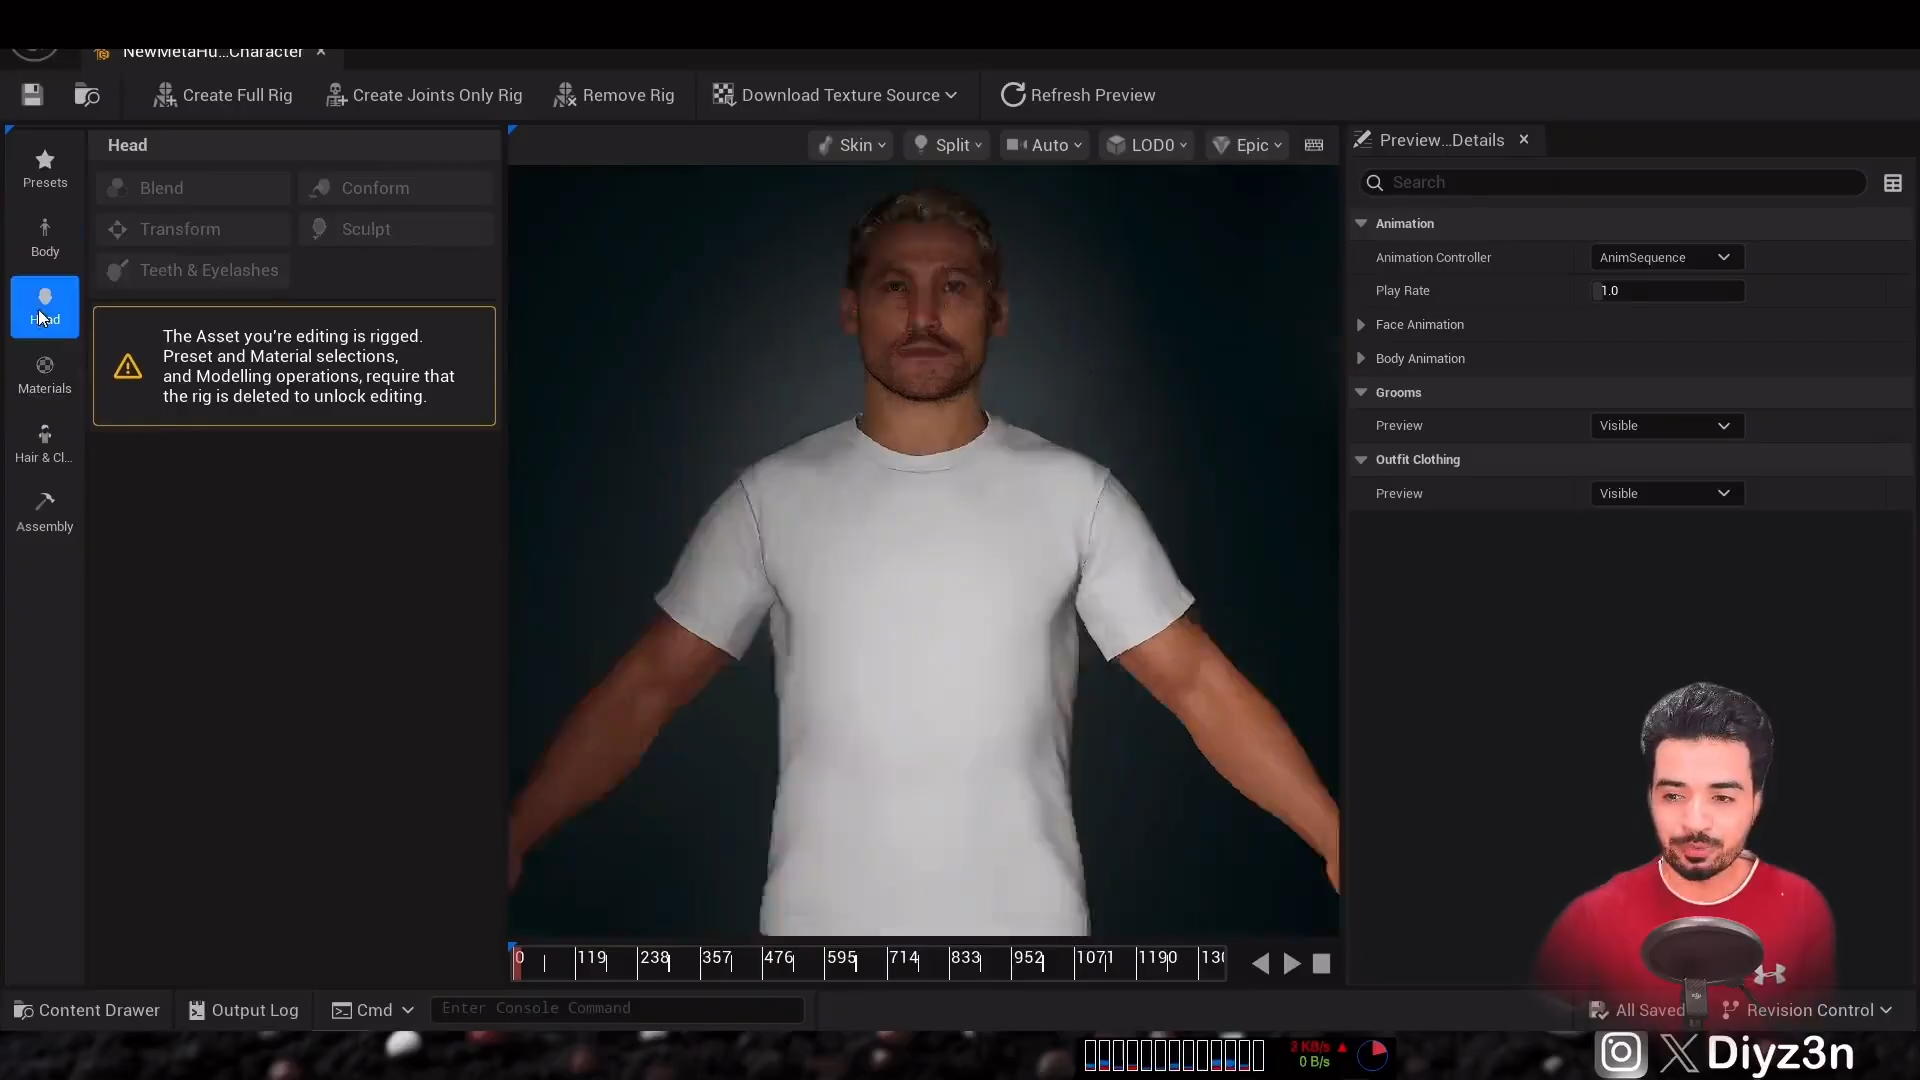 NewMetaHu...Character
Create Full Rig
Create Joints Only Rig
Remove Rig
Download Texture Source
Refresh Preview
Presets
Body
Head
Materials
Hair & Cl...
Assembly
Head
Blend
Conform
Transform
Sculpt
Teeth & Eyelashes
The Asset you're editing is rigged.
Preset and Material selections,
and Modelling operations, require that
the rig is deleted to unlock editing.
Skin
Split
Auto
LOD0
Epic
Preview...Details
Search
Animation
Animation Controller
AnimSequence
Play Rate
1.0
Face Animation
Body Animation
Grooms
Preview
Visible
Outfit Clothing
Preview
Visible
0
119
238
357
476
595
714
833
952
1071
1190
Content Drawer
Output Log
Cmd
Enter Console Command
All Saved
Revision Control
3 KB/s
0 B/s
Diyz3n